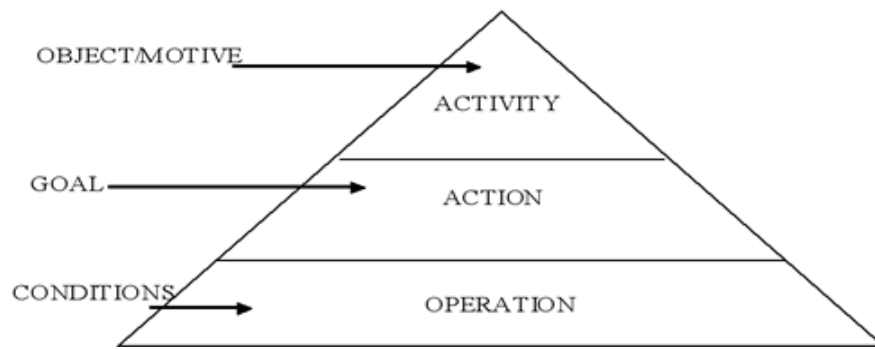 OBJECT/MOTIVE
ACTIVITY
GOAL
ACTION
CONDITIONS
OPERATION